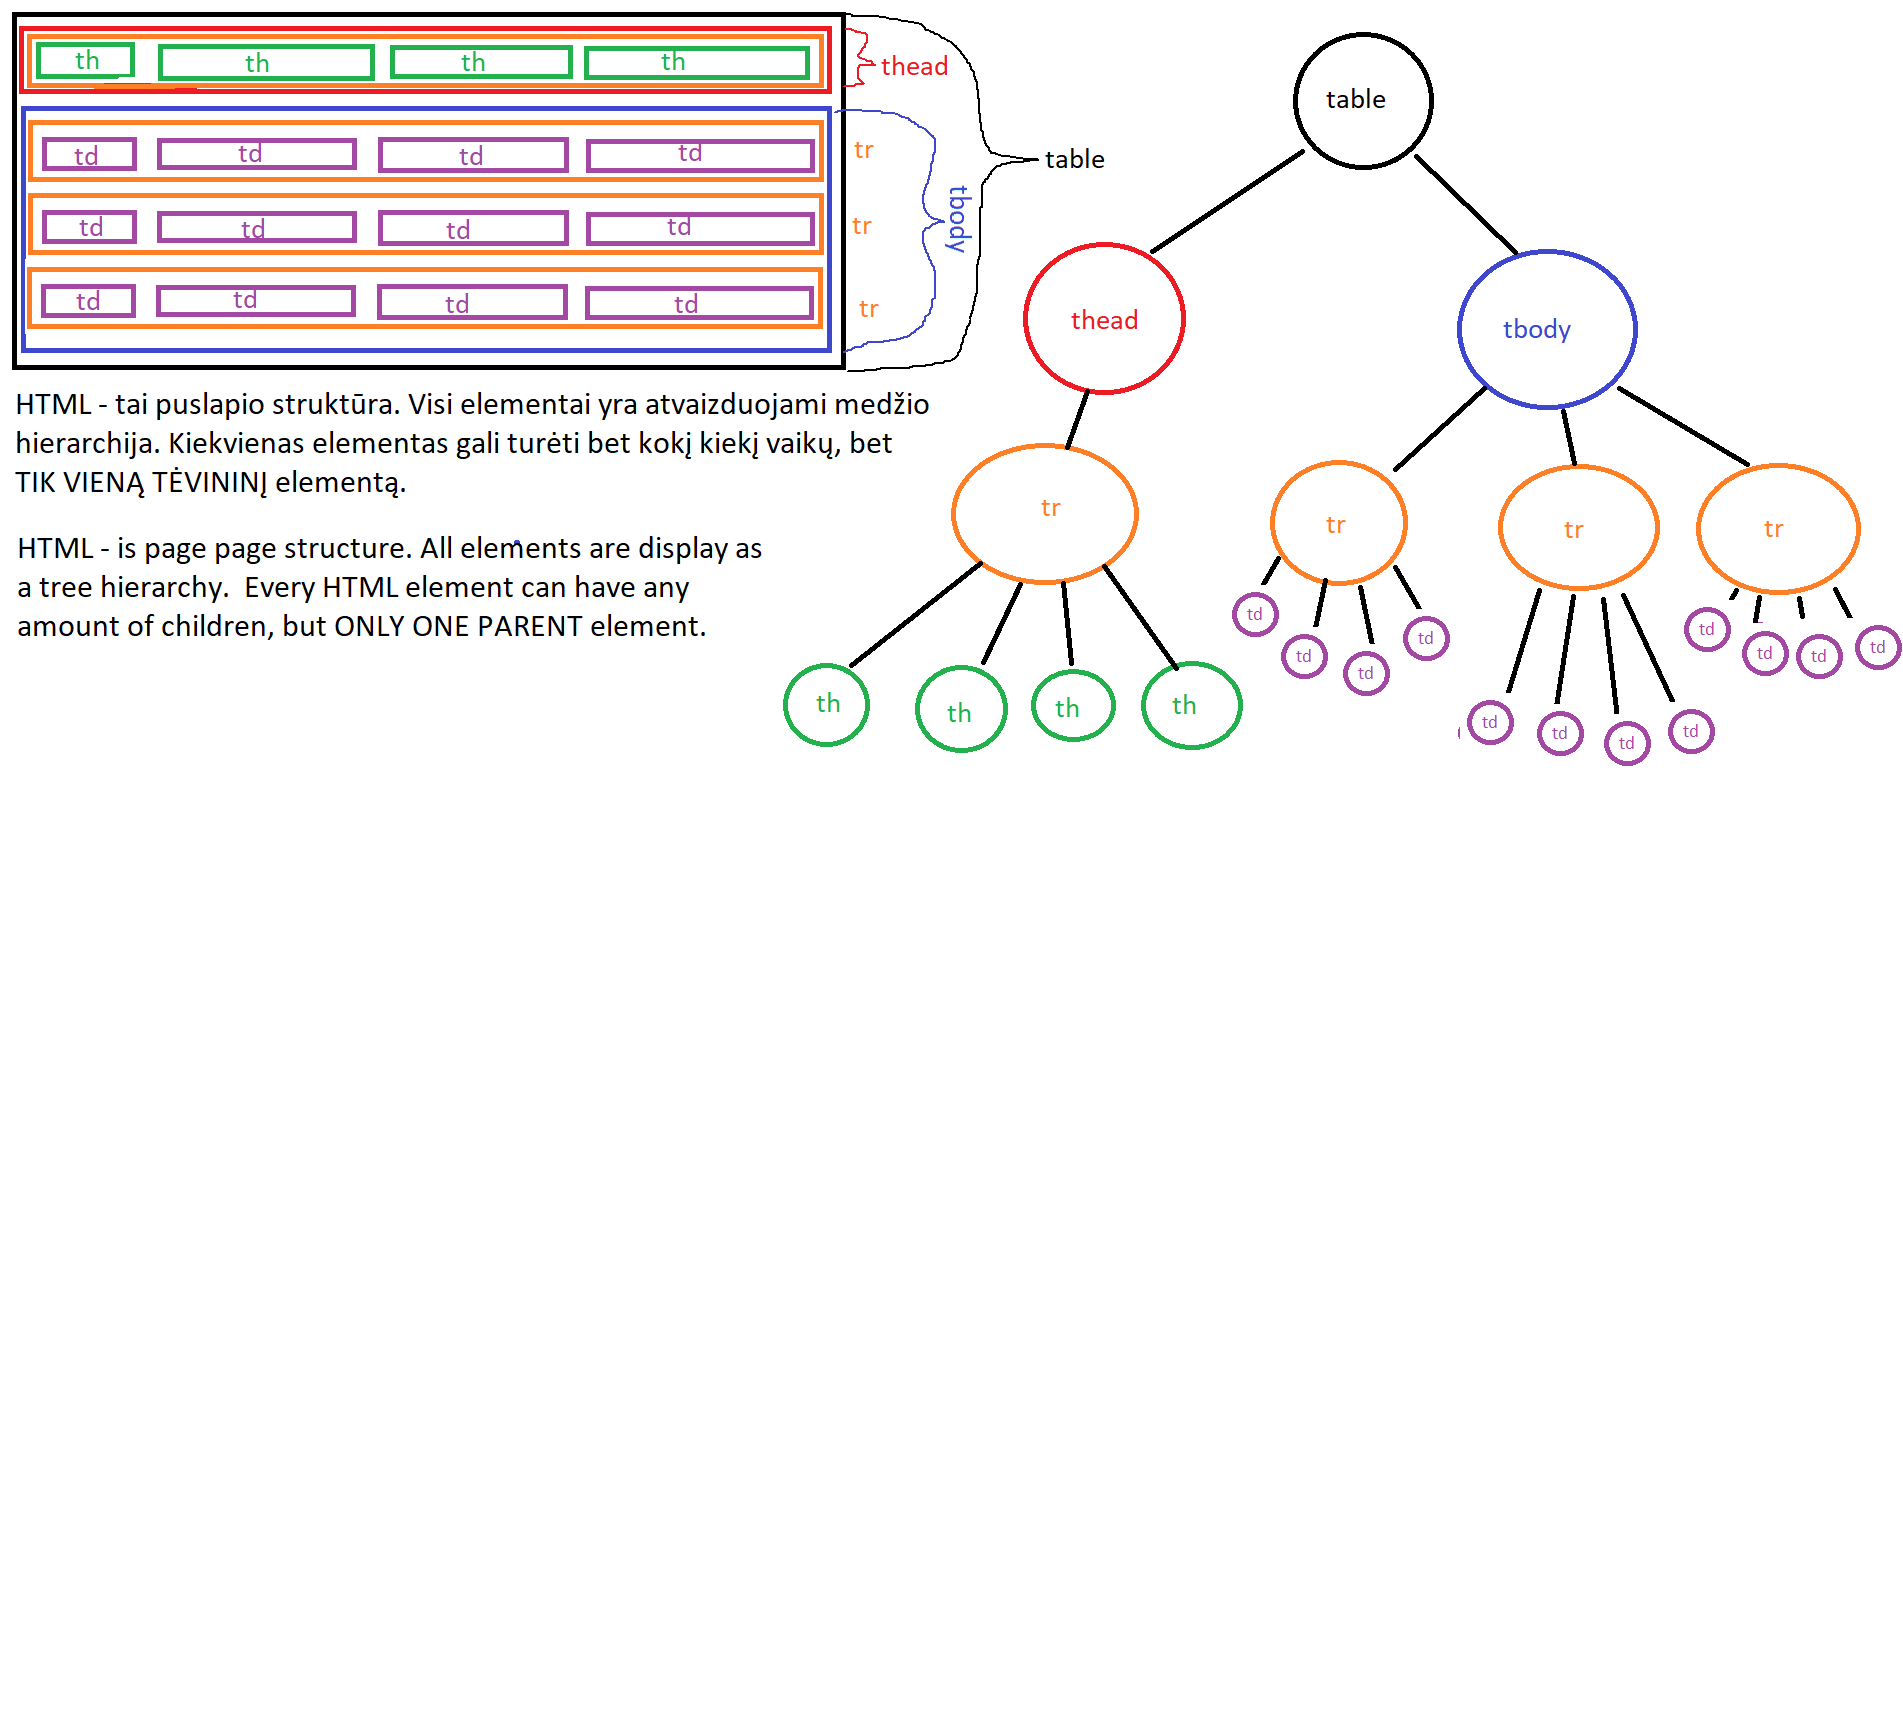 th th th th
thead
td td td td
tr
td td td td
tr
td td td td
tr
tbody
table
HTML - tai puslapio struktūra. Visi elementai yra atvaizduojami medžio
hierarchija. Kiekvienas elementas gali turėti bet kokį kiekį vaikų, bet
TIK VIENĄ TĖVININĮ elementą.
HTML - is page page structure. All elements are display as
a tree hierarchy.  Every HTML element can have any
amount of children, but ONLY ONE PARENT element.
table
thead tbody
tr tr tr tr
th th th th
td td td td
td td td td
td td td td